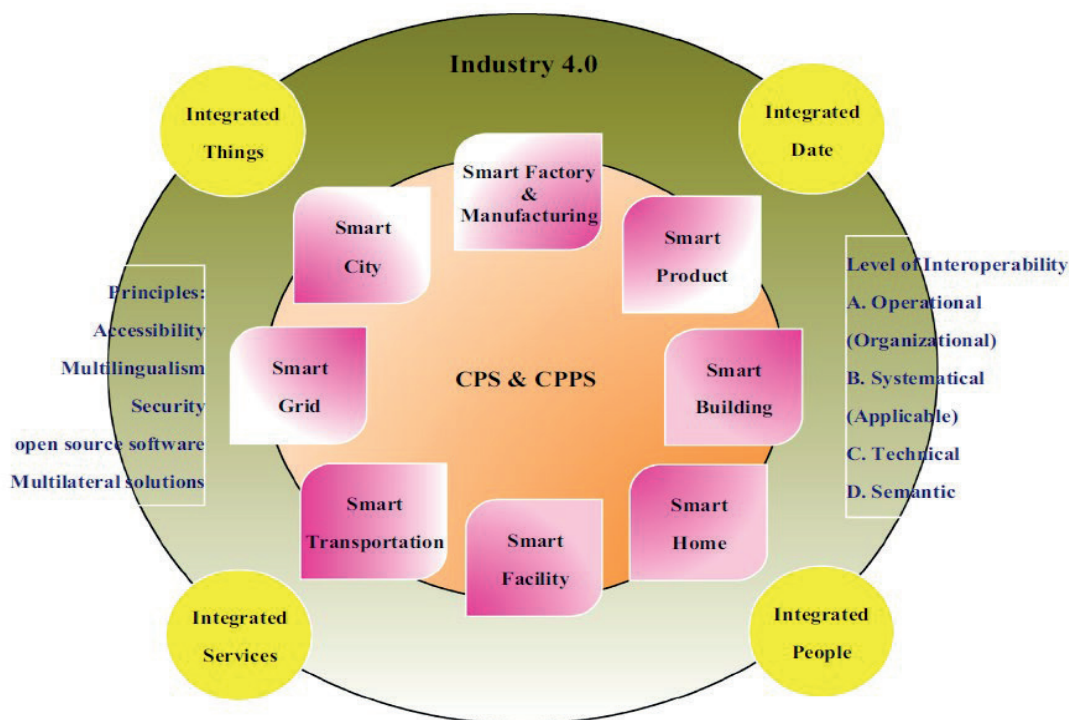 Industry 4.0
Integrated
Things
Integrated
Date
Smart Factory
&
Manufacturing
Smart
City
Smart
Product
Principles:
Accessibility
Multilingualism
Security
open source software
Multilateral solutions
Level of Interoperability
A. Operational
(Organizational)
B. Systematical
(Applicable)
C. Technical
D. Semantic
Smart
Grid
CPS & CPPS
Smart
Building
Smart
Transportation
Smart
Facility
Smart
Home
Integrated
Services
Integrated
People